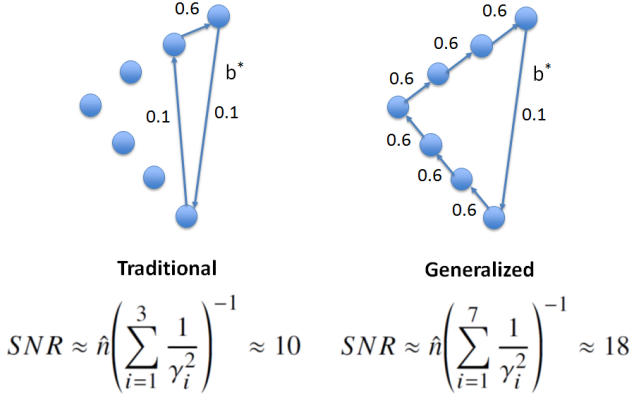 0.6
b*
0.1
0.1
Traditional
SNR ≈ n̂(∑_{i=1}^{3} 1/γ_i^2)^{-1} ≈ 10
0.6
0.6
0.6
b*
0.1
0.6
0.6
0.6
Generalized
SNR ≈ n̂(∑_{i=1}^{7} 1/γ_i^2)^{-1} ≈ 18